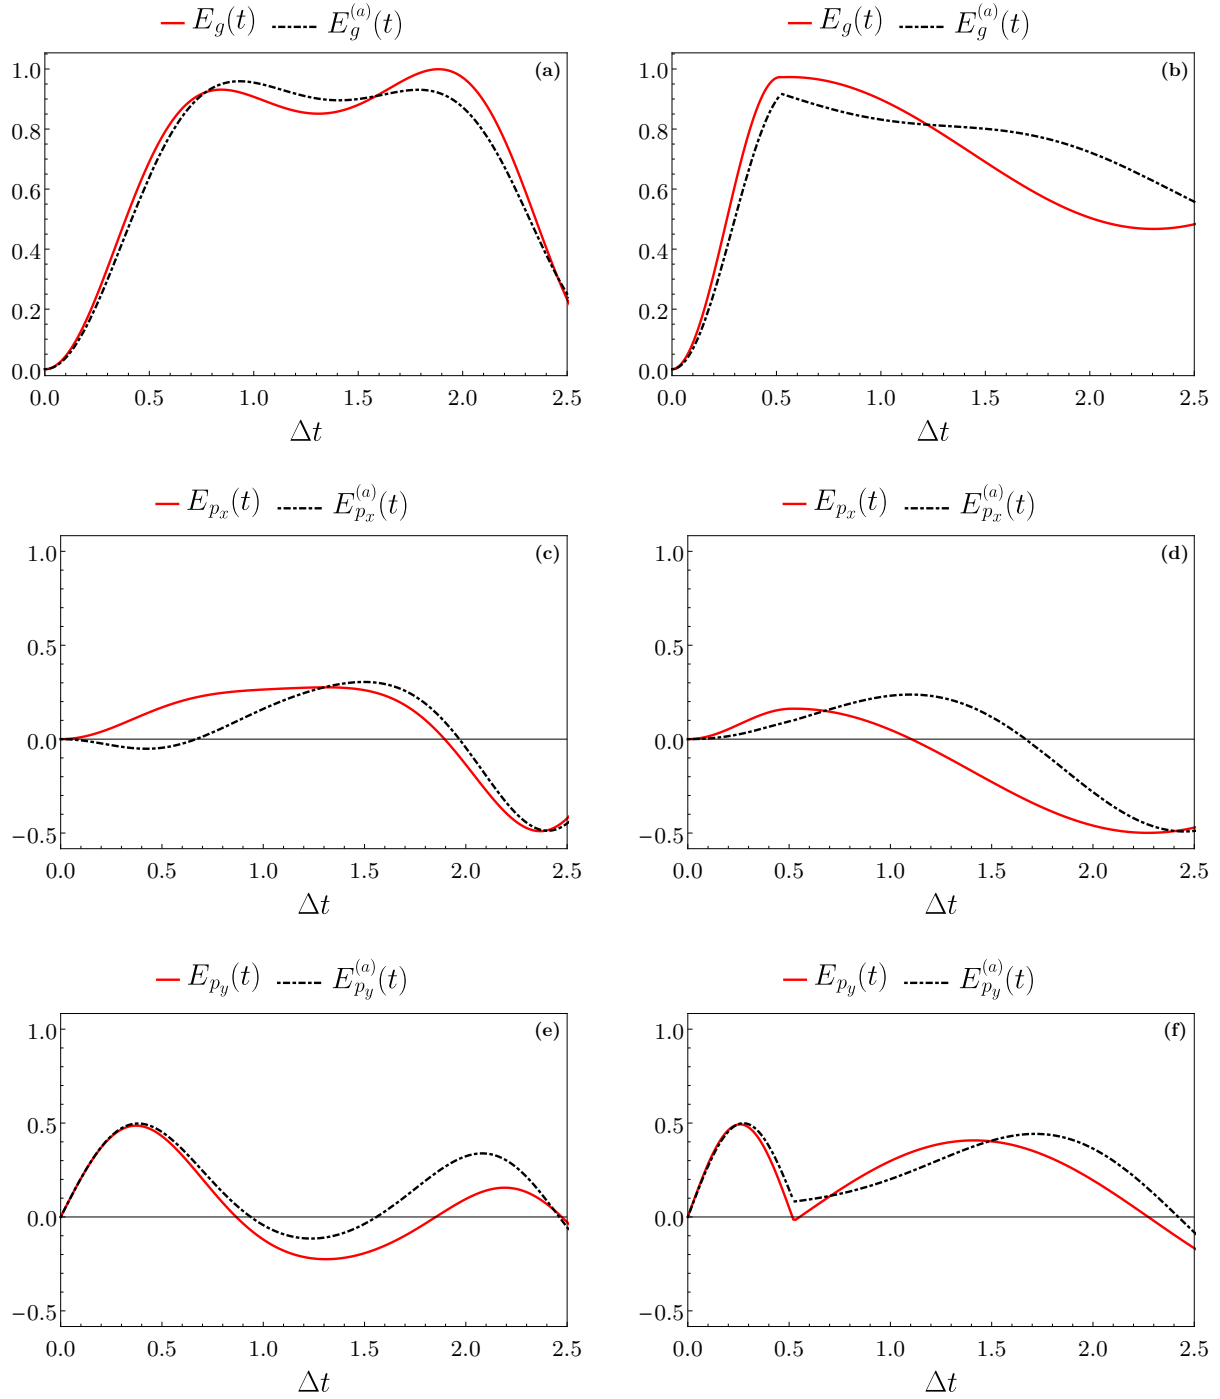 E_g(t) E_g^{(a)}(t)
(a)
1.0
0.8
0.6
0.4
0.2
0.0
0.0 0.5 1.0 1.5 2.0 2.5
Δt
E_g(t) E_g^{(a)}(t)
(b)
1.0
0.8
0.6
0.4
0.2
0.0
0.0 0.5 1.0 1.5 2.0 2.5
Δt
E_{p_x}(t) E_{p_x}^{(a)}(t)
(c)
1.0
0.5
0.0
−0.5
0.0 0.5 1.0 1.5 2.0 2.5
Δt
E_{p_x}(t) E_{p_x}^{(a)}(t)
(d)
1.0
0.5
0.0
−0.5
0.0 0.5 1.0 1.5 2.0 2.5
Δt
E_{p_y}(t) E_{p_y}^{(a)}(t)
(e)
1.0
0.5
0.0
−0.5
0.0 0.5 1.0 1.5 2.0 2.5
Δt
E_{p_y}(t) E_{p_y}^{(a)}(t)
(f)
1.0
0.5
0.0
−0.5
0.0 0.5 1.0 1.5 2.0 2.5
Δt